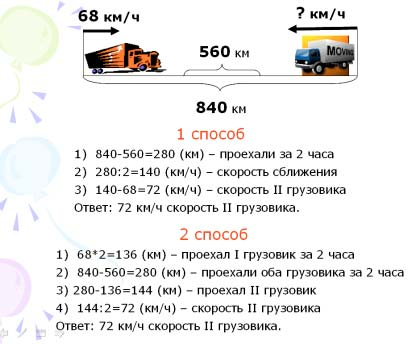 68 км/ч ? км/ч
560 км
MOVING
840 км
1 способ
1) 840-560=280 (км) – проехали за 2 часа
2) 280:2=140 (км/ч) – скорость сближения
3) 140-68=72 (км/ч) – скорость II грузовика
Ответ: 72 км/ч скорость II грузовика.
2 способ
1) 68*2=136 (км) – проехал I грузовик за 2 часа
2) 840-560=280 (км) – проехали оба грузовика за 2 часа
3) 280-136=144 (км) – проехал II грузовик
4) 144:2=72 (км/ч) – скорость II грузовика
Ответ: 72 км/ч скорость II грузовика.